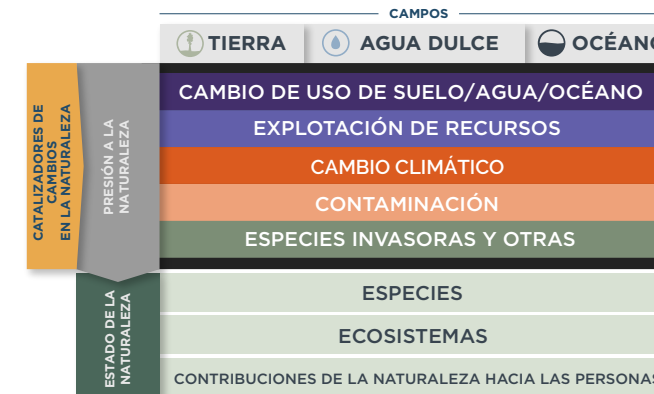 CAMPOS
TIERRA
AGUA DULCE
OCÉANO
CATALIZADORES DE
CAMBIOS
EN LA NATURALEZA
PRESIÓN A LA
NATURALEZA
CAMBIO DE USO DE SUELO/AGUA/OCÉANO
EXPLOTACIÓN DE RECURSOS
CAMBIO CLIMÁTICO
CONTAMINACIÓN
ESPECIES INVASORAS Y OTRAS
ESTADO DE LA
NATURALEZA
ESPECIES
ECOSISTEMAS
CONTRIBUCIONES DE LA NATURALEZA HACIA LAS PERSONAS